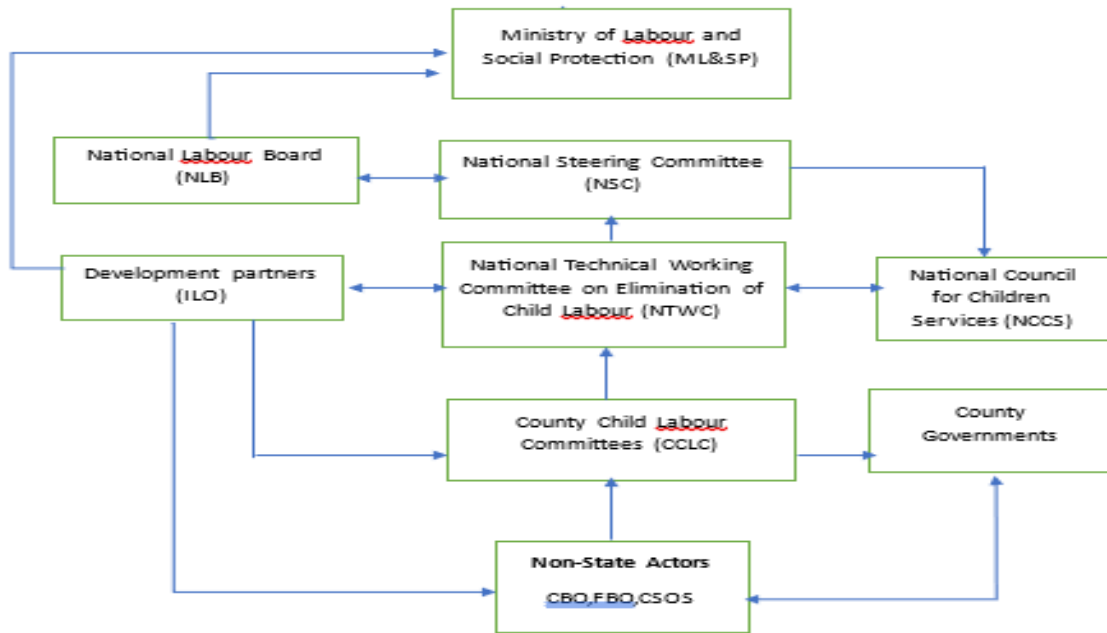 Ministry of Labour and
Social Protection (ML&SP)
National Labour Board
(NLB)
National Steering Committee
(NSC)
Development partners
(ILO)
National Technical Working
Committee on Elimination of
Child Labour (NTWC)
National Council
for Children
Services (NCCS)
County Child Labour
Committees (CCLC)
County
Governments
Non-State Actors
CBO,FBO,CSOS